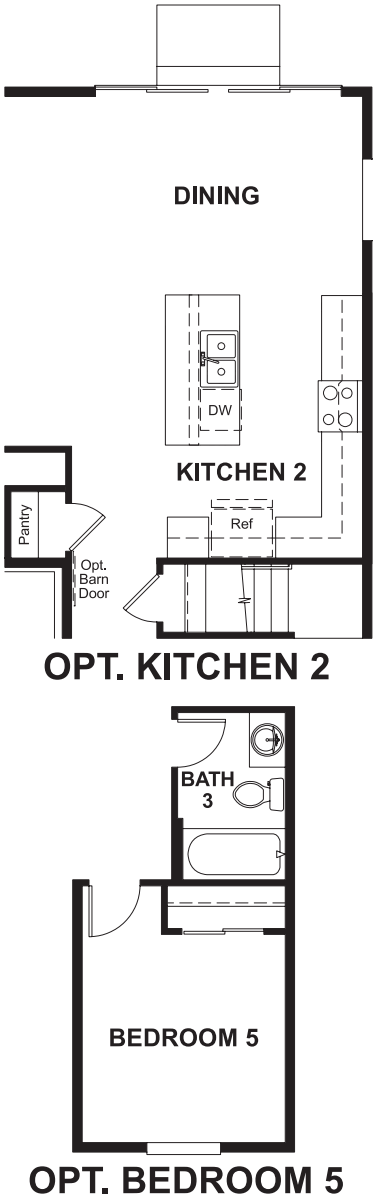 DINING
DW
KITCHEN 2
Pantry
Ref
Opt.
Barn
Door
OPT. KITCHEN 2
BATH
3
BEDROOM 5
OPT. BEDROOM 5